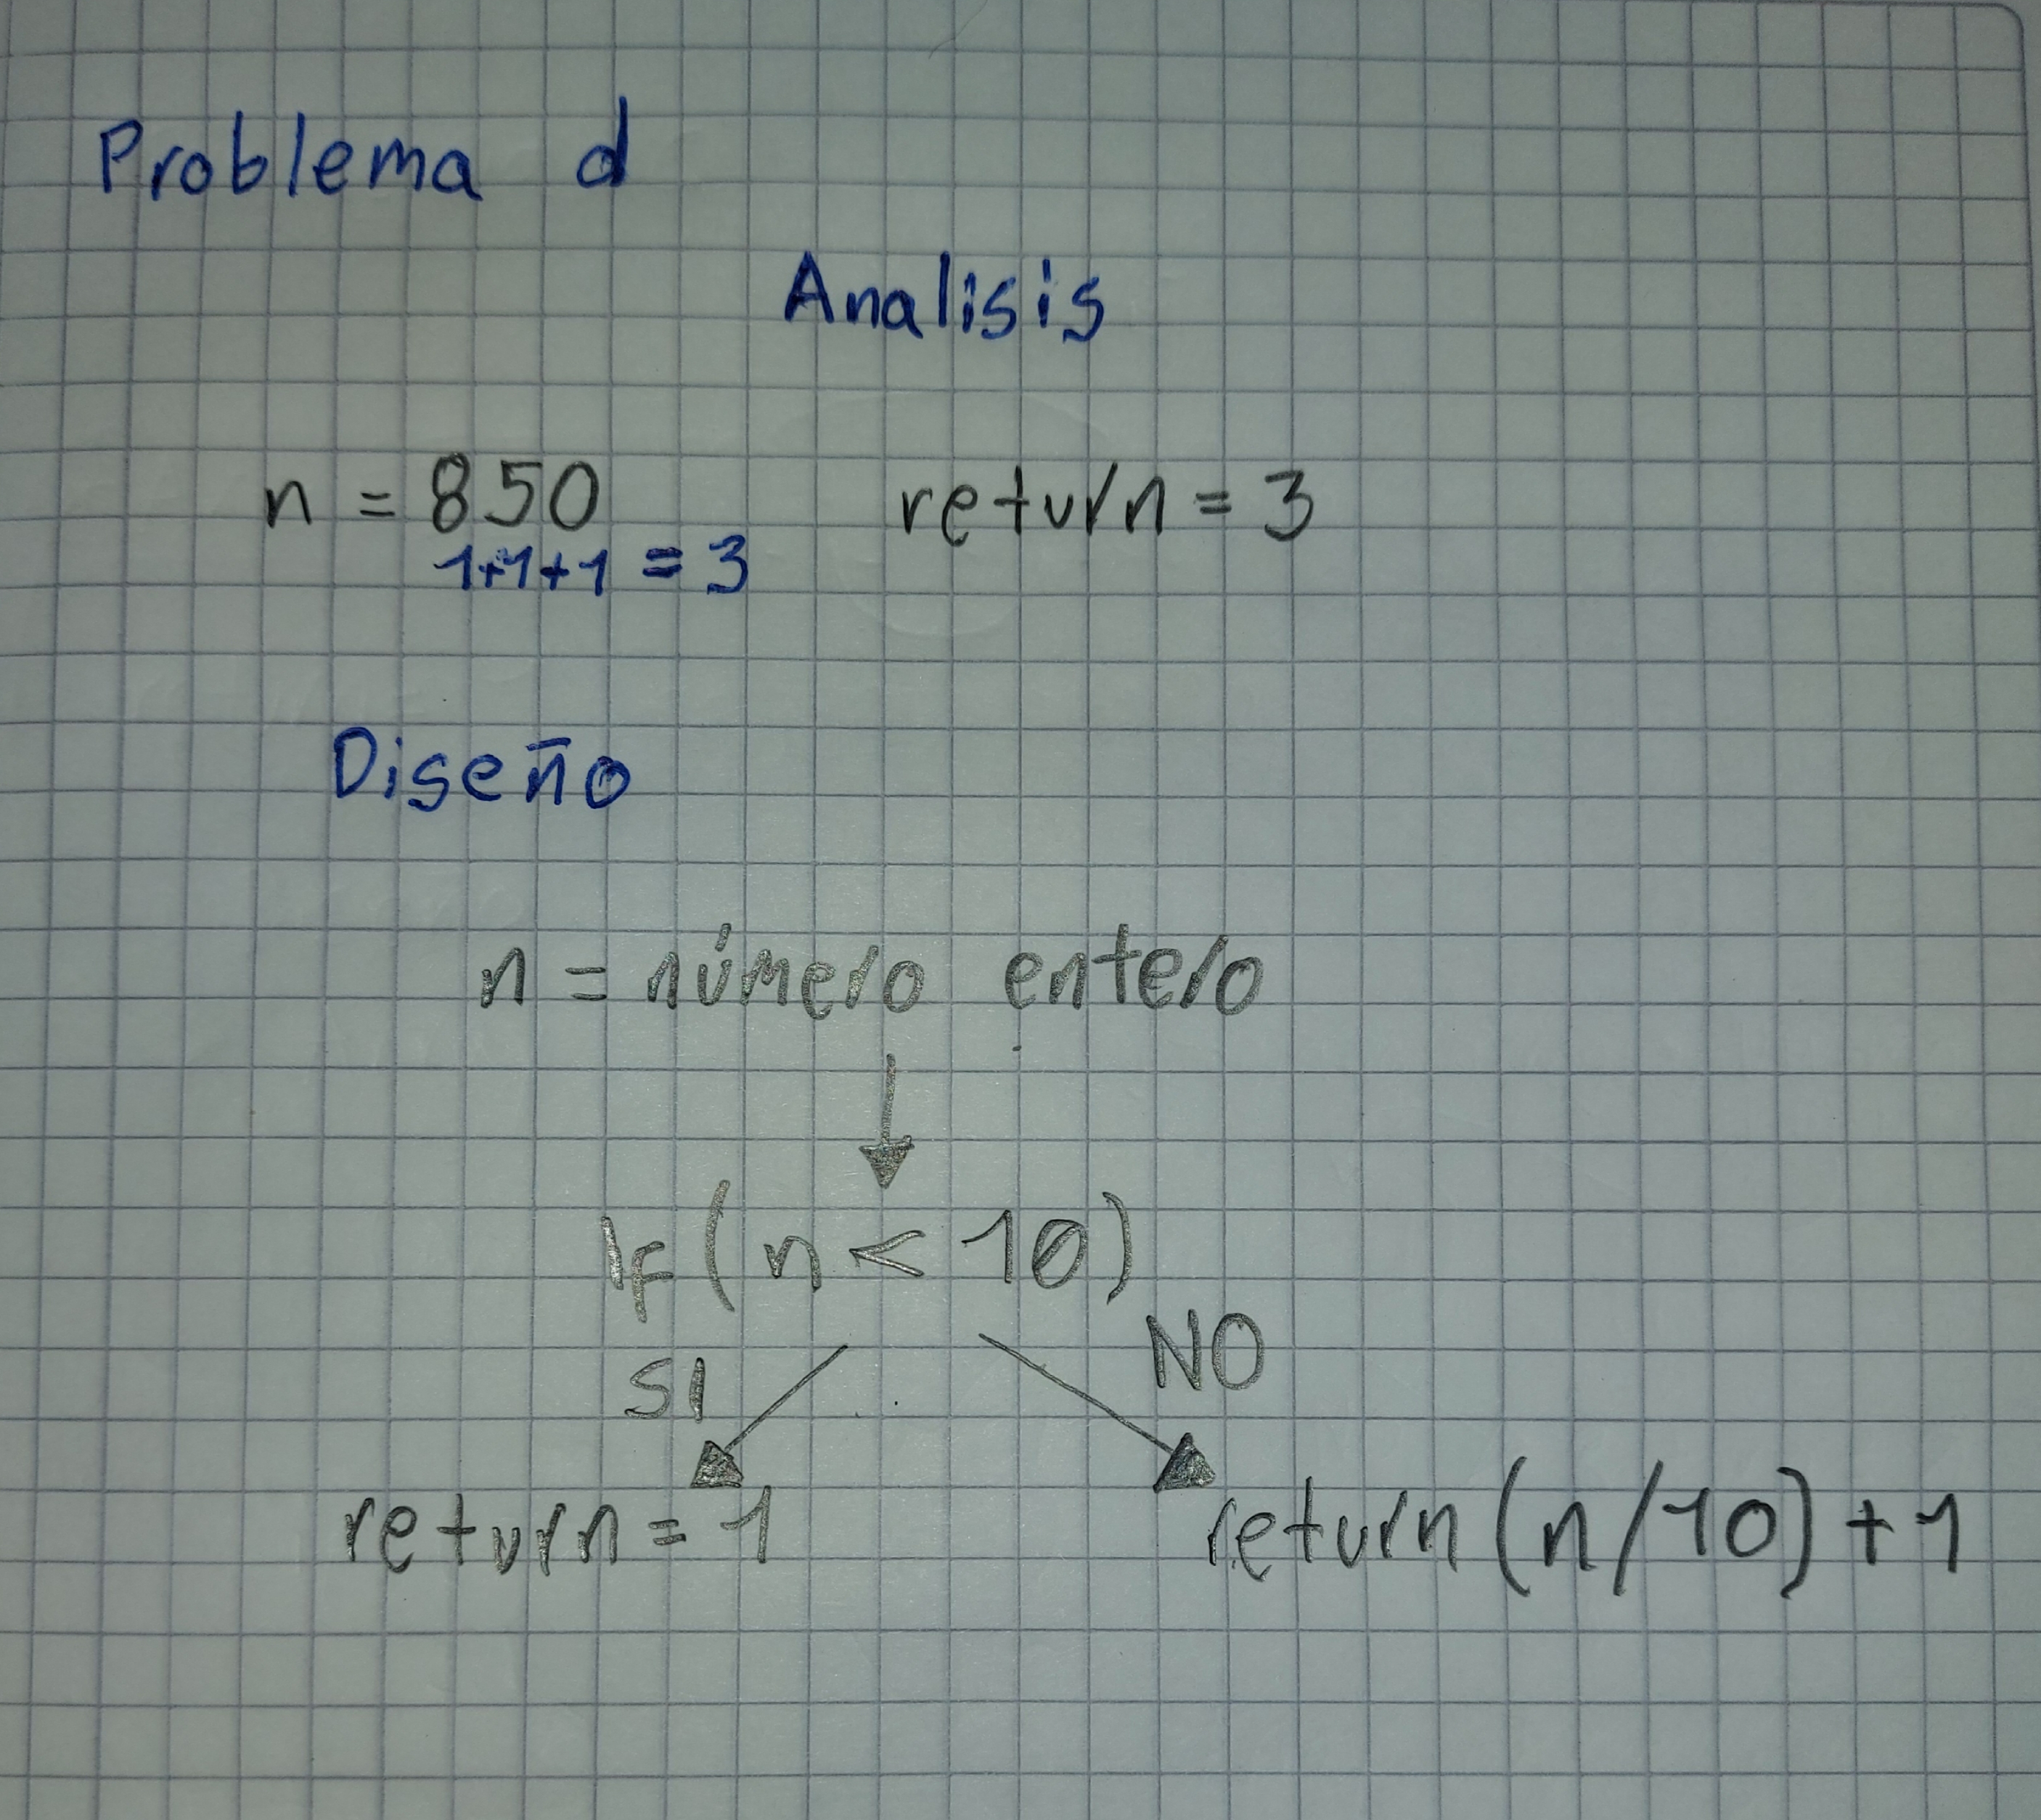 Problema d
Analisis
n = 850 return = 3
1+1+1 = 3
Diseño
n = número entero
If (n < 10)
SI NO
return = 1 return (n/10) + 1